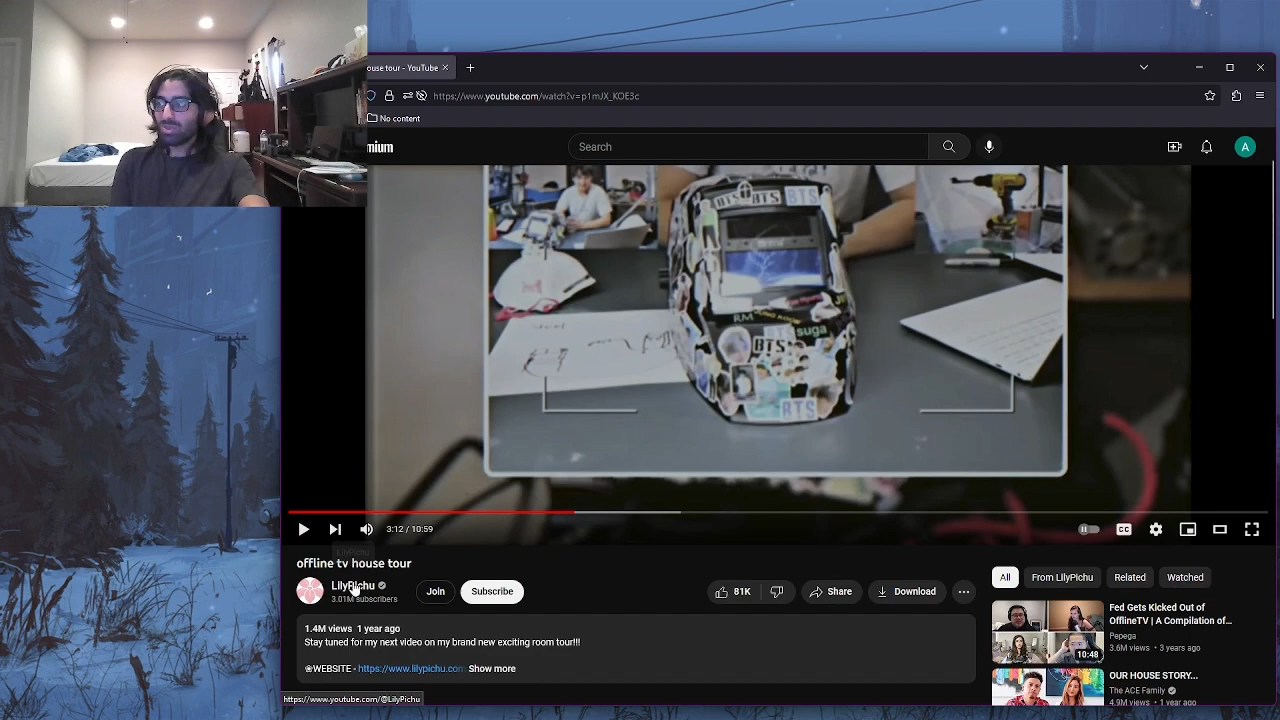 ouse tour - YouTube
https://www.youtube.com/watch?v=p1mJX_KOE3c
No content
mium
Search
A
BTS BTS BTS
RM
suga
BTS
BTS
3:12 / 10:59
CC
LilyPichu
offline tv house tour
LilyPichu
3.01M subscribers
Join
Subscribe
81K
Share
Download
All
From LilyPichu
Related
Watched
1.4M views 1 year ago
Stay tuned for my next video on my brand new exciting room tour!!!
❀WEBSITE - https://www.lilypichu.com Show more
Fed Gets Kicked Out of
OfflineTV | A Compilation of...
Pepega
3.6M views • 3 years ago
10:48
OUR HOUSE STORY...
The ACE Family
4.9M views • 1 year ago
https://www.youtube.com/@LilyPichu